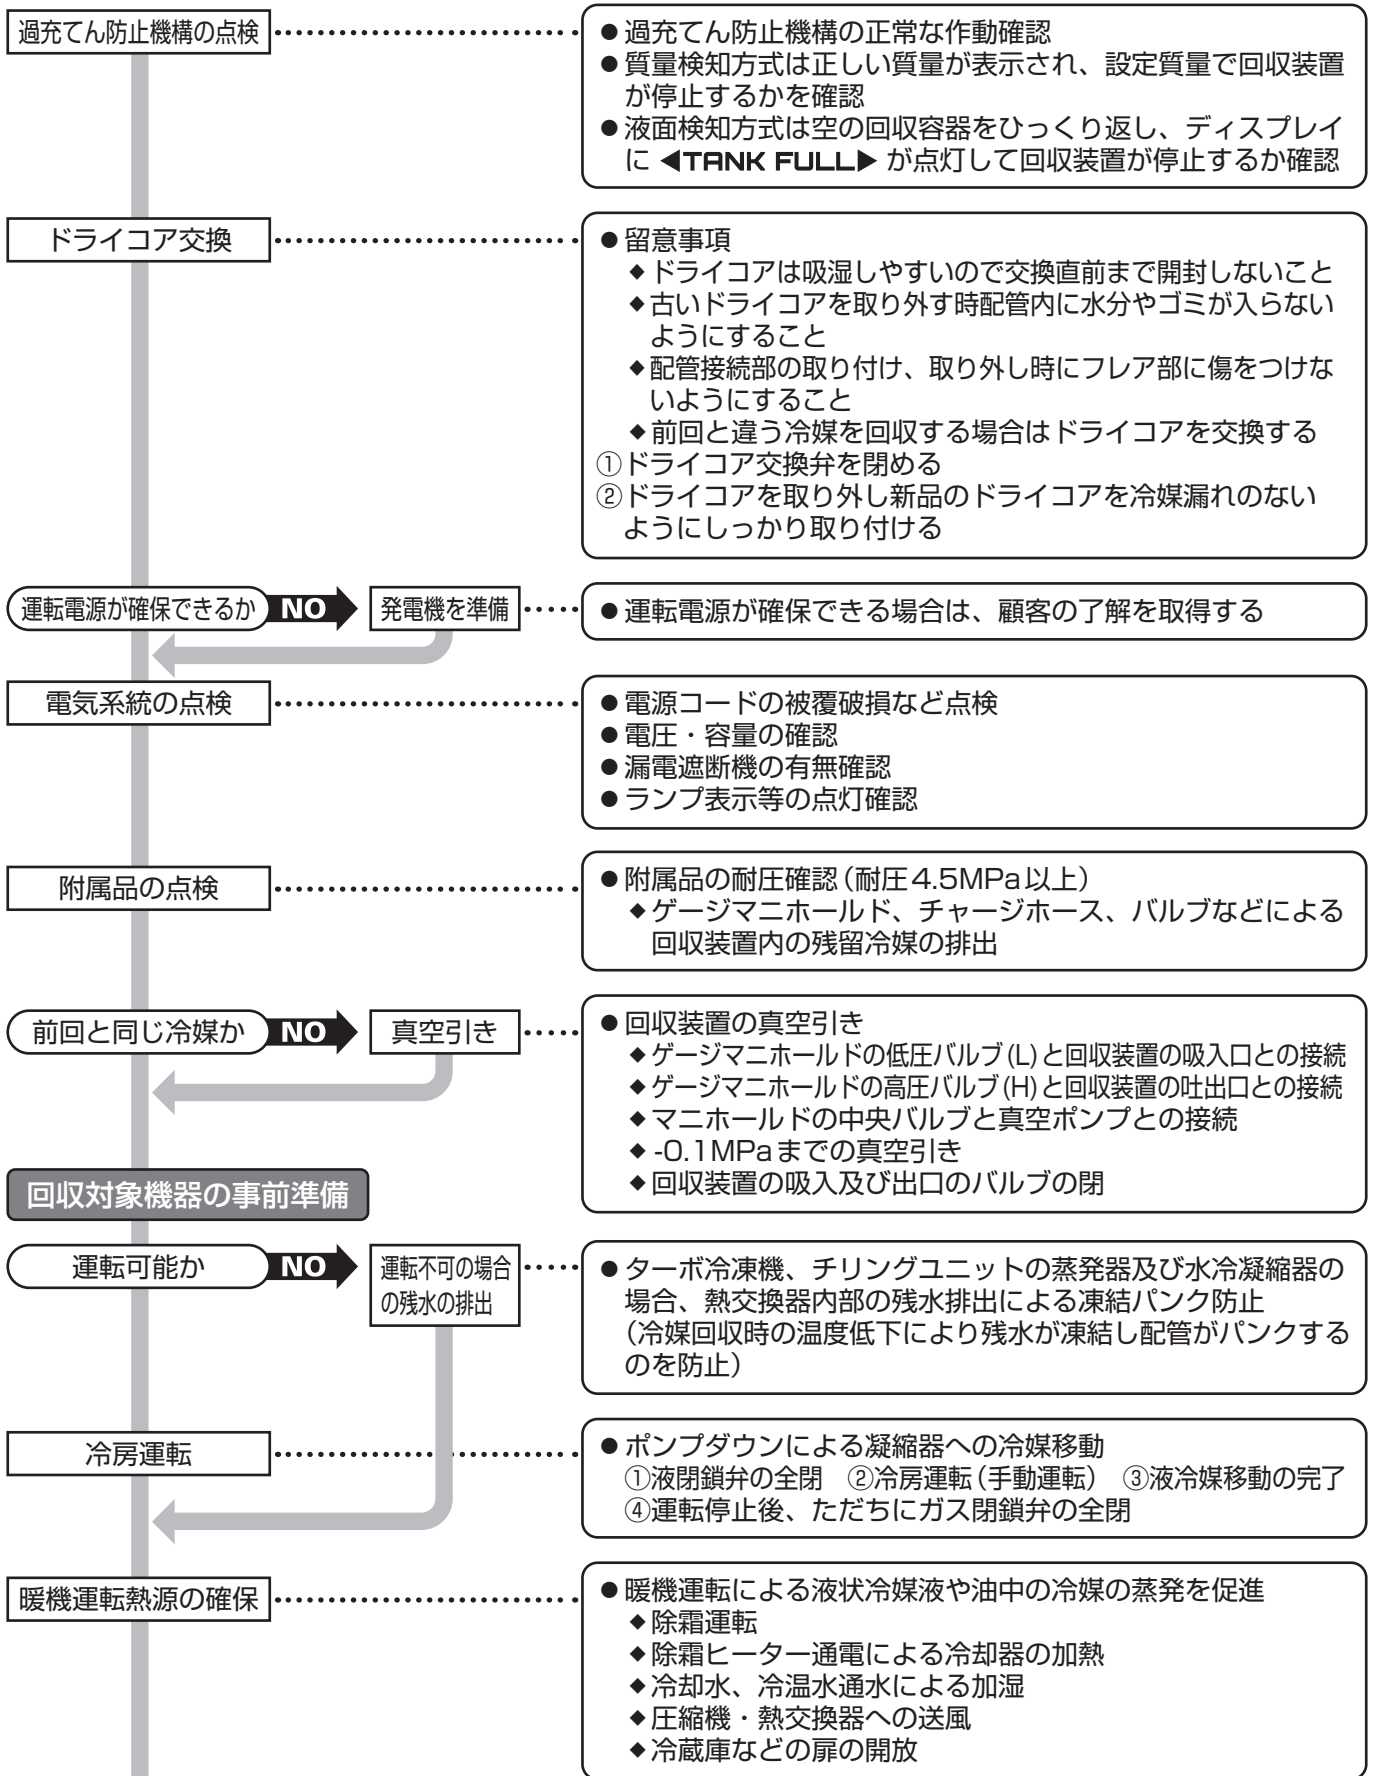 過充てん防止機構の点検
●過充てん防止機構の正常な作動確認
●質量検知方式は正しい質量が表示され、設定質量で回収装置
が停止するかを確認
●液面検知方式は空の回収容器をひっくり返し、ディスプレイ
に ◀TANK FULL▶ が点灯して回収装置が停止するか確認
ドライコア交換
●留意事項
◆ドライコアは吸湿しやすいので交換直前まで開封しないこと
◆古いドライコアを取り外す時配管内に水分やゴミが入らない
ようにすること
◆配管接続部の取り付け、取り外し時にフレア部に傷をつけな
いようにすること
◆前回と違う冷媒を回収する場合はドライコアを交換する
①ドライコア交換弁を閉める
②ドライコアを取り外し新品のドライコアを冷媒漏れのない
ようにしっかり取り付ける
運転電源が確保できるか NO 発電機を準備
●運転電源が確保できる場合は、顧客の了解を取得する
電気系統の点検
●電源コードの被覆破損など点検
●電圧・容量の確認
●漏電遮断機の有無確認
●ランプ表示等の点灯確認
附属品の点検
●附属品の耐圧確認(耐圧4.5MPa以上)
◆ゲージマニホールド、チャージホース、バルブなどによる
回収装置内の残留冷媒の排出
前回と同じ冷媒か NO 真空引き
●回収装置の真空引き
◆ゲージマニホールドの低圧バルブ(L)と回収装置の吸入口との接続
◆ゲージマニホールドの高圧バルブ(H)と回収装置の吐出口との接続
◆マニホールドの中央バルブと真空ポンプとの接続
◆-0.1MPaまでの真空引き
◆回収装置の吸入及び出口のバルブの閉
回収対象機器の事前準備
運転可能か NO 運転不可の場合
の残水の排出
●ターボ冷凍機、チリングユニットの蒸発器及び水冷凝縮器の
場合、熱交換器内部の残水排出による凍結パンク防止
(冷媒回収時の温度低下により残水が凍結し配管がパンクする
のを防止)
冷房運転
●ポンプダウンによる凝縮器への冷媒移動
①液閉鎖弁の全閉 ②冷房運転(手動運転) ③液冷媒移動の完了
④運転停止後、ただちにガス閉鎖弁の全閉
暖機運転熱源の確保
●暖機運転による液状冷媒液や油中の冷媒の蒸発を促進
◆除霜運転
◆除霜ヒーター通電による冷却器の加熱
◆冷却水、冷温水通水による加湿
◆圧縮機・熱交換器への送風
◆冷蔵庫などの扉の開放